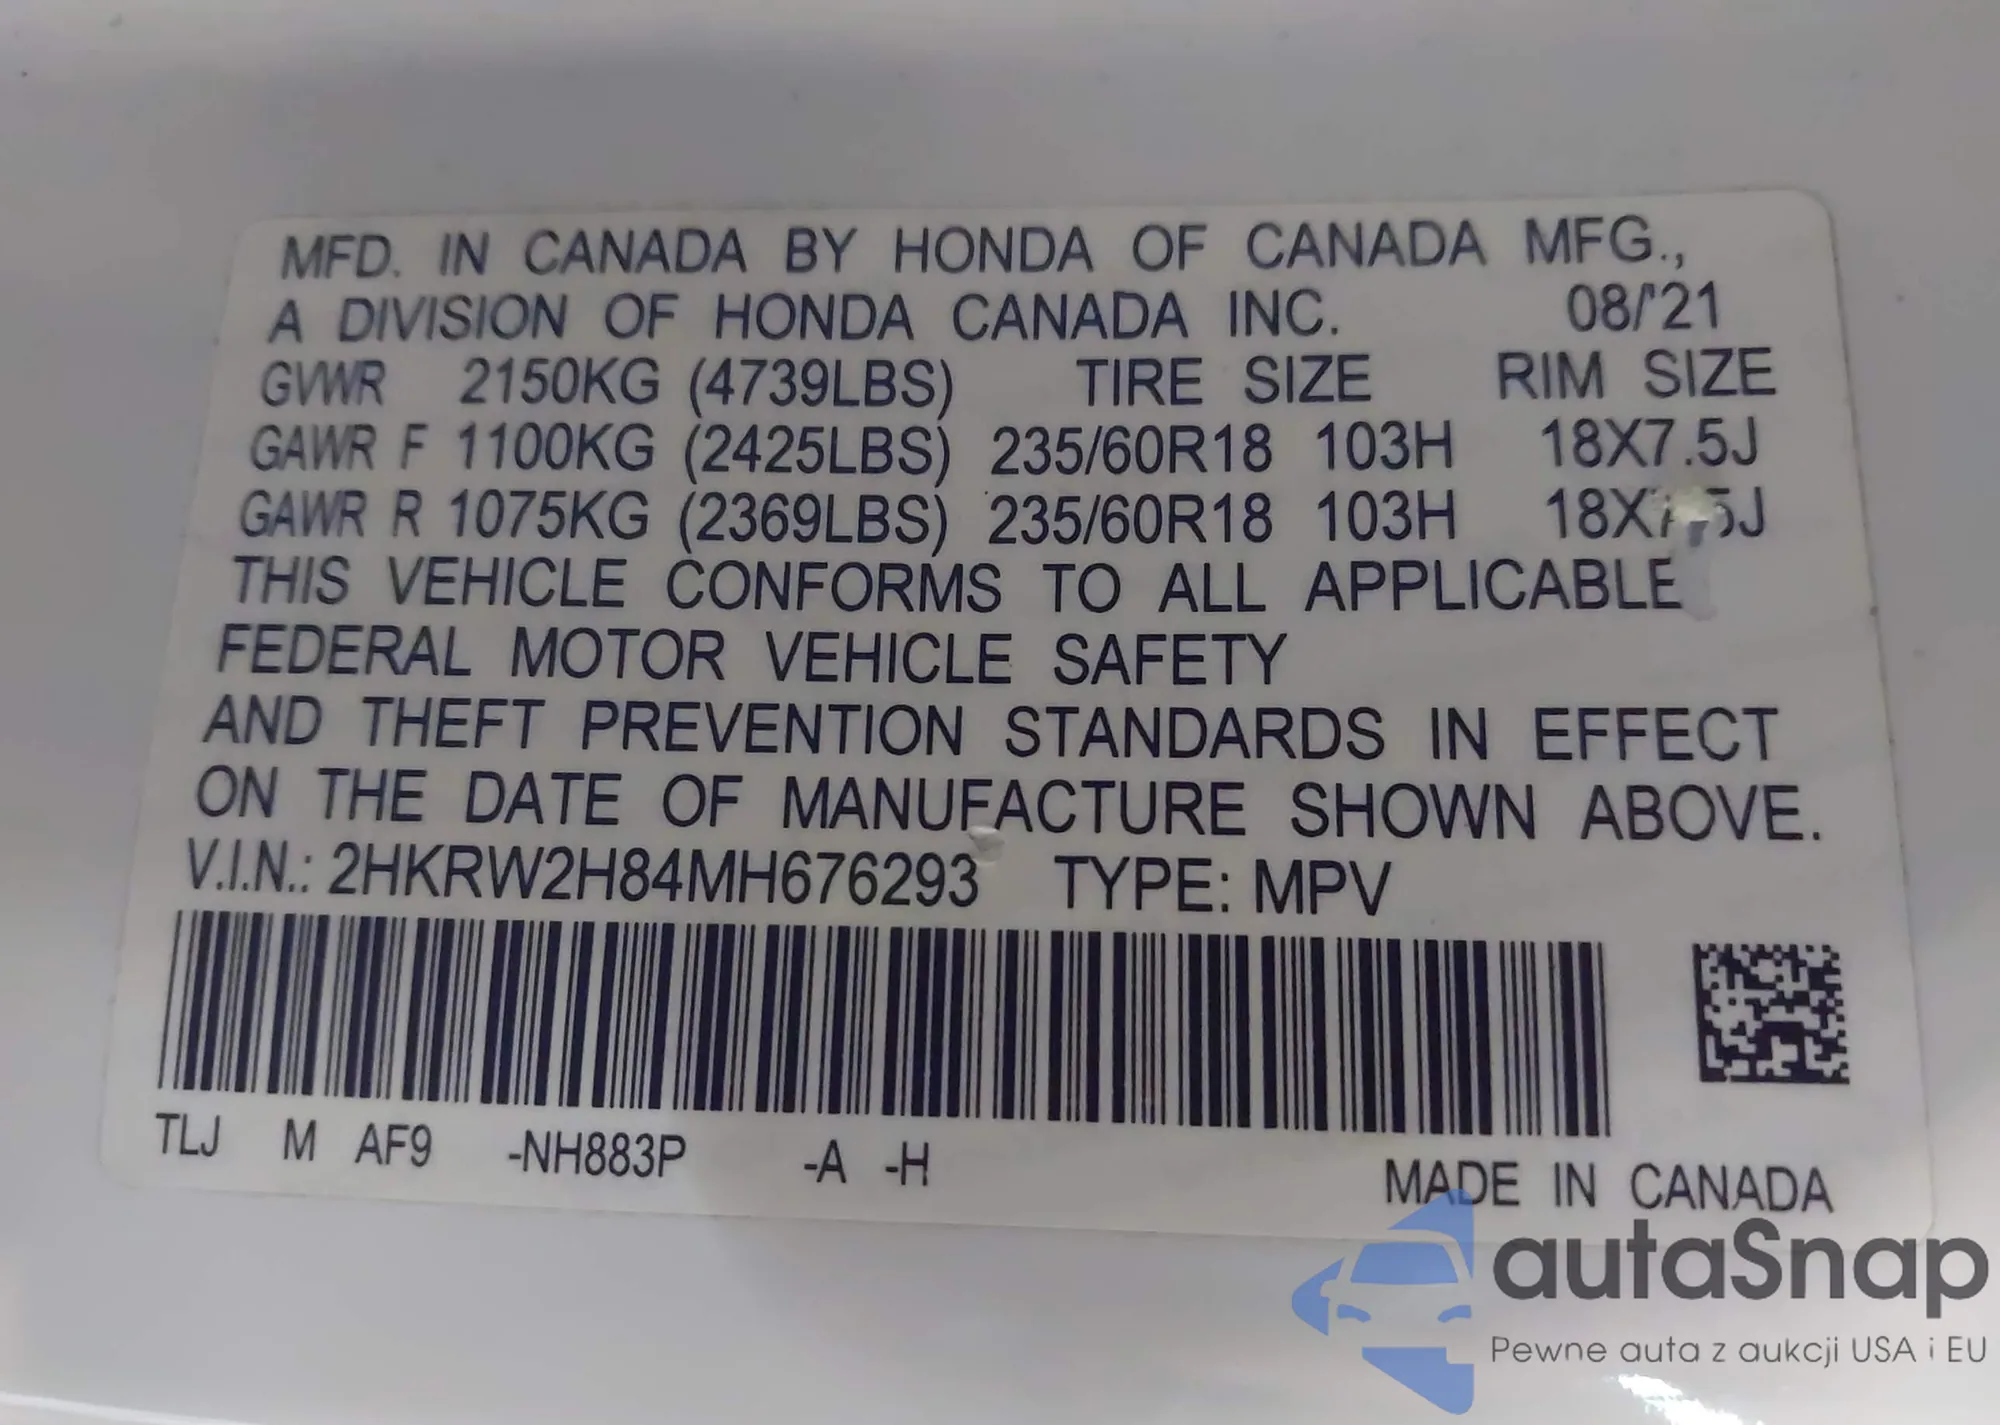 MFD. IN CANADA BY HONDA OF CANADA MFG.,
A DIVISION OF HONDA CANADA INC. 08/'21
GVWR 2150KG (4739LBS) TIRE SIZE RIM SIZE
GAWR F 1100KG (2425LBS) 235/60R18 103H 18X7.5J
GAWR R 1075KG (2369LBS) 235/60R18 103H 18X7.5J
THIS VEHICLE CONFORMS TO ALL APPLICABLE
FEDERAL MOTOR VEHICLE SAFETY
AND THEFT PREVENTION STANDARDS IN EFFECT
ON THE DATE OF MANUFACTURE SHOWN ABOVE.
V.I.N.: 2HKRW2H84MH676293 TYPE: MPV
TLJ M AF9 -NH883P -A -H
MADE IN CANADA
autaSnap
Pewne auta z aukcji USA i EU